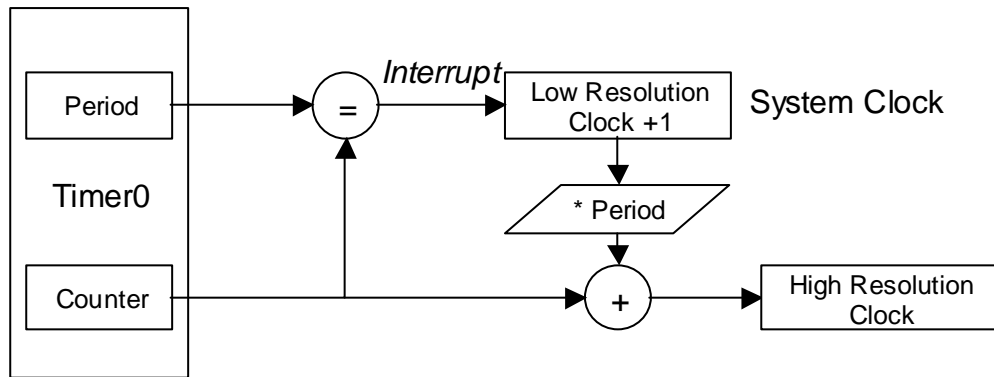 Interrupt
Period
=
Low Resolution
Clock +1
System Clock
Timer0
* Period
Counter
+
High Resolution
Clock